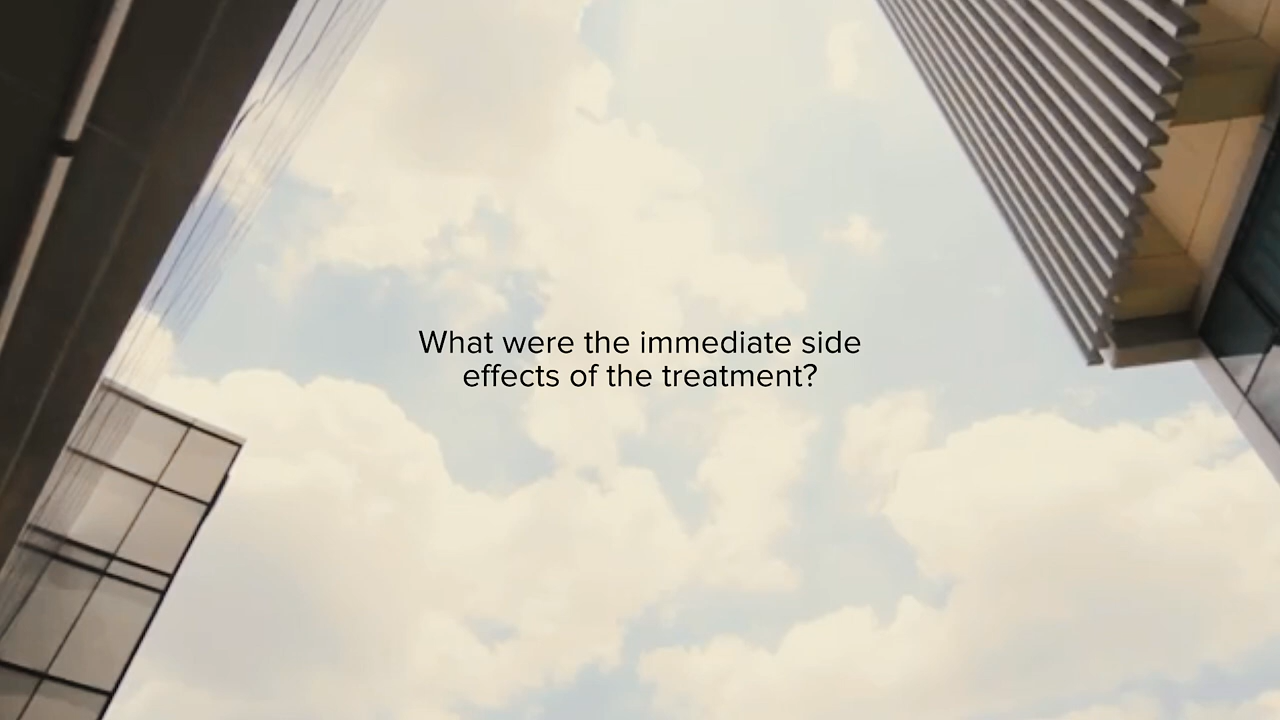 What were the immediate side
effects of the treatment?